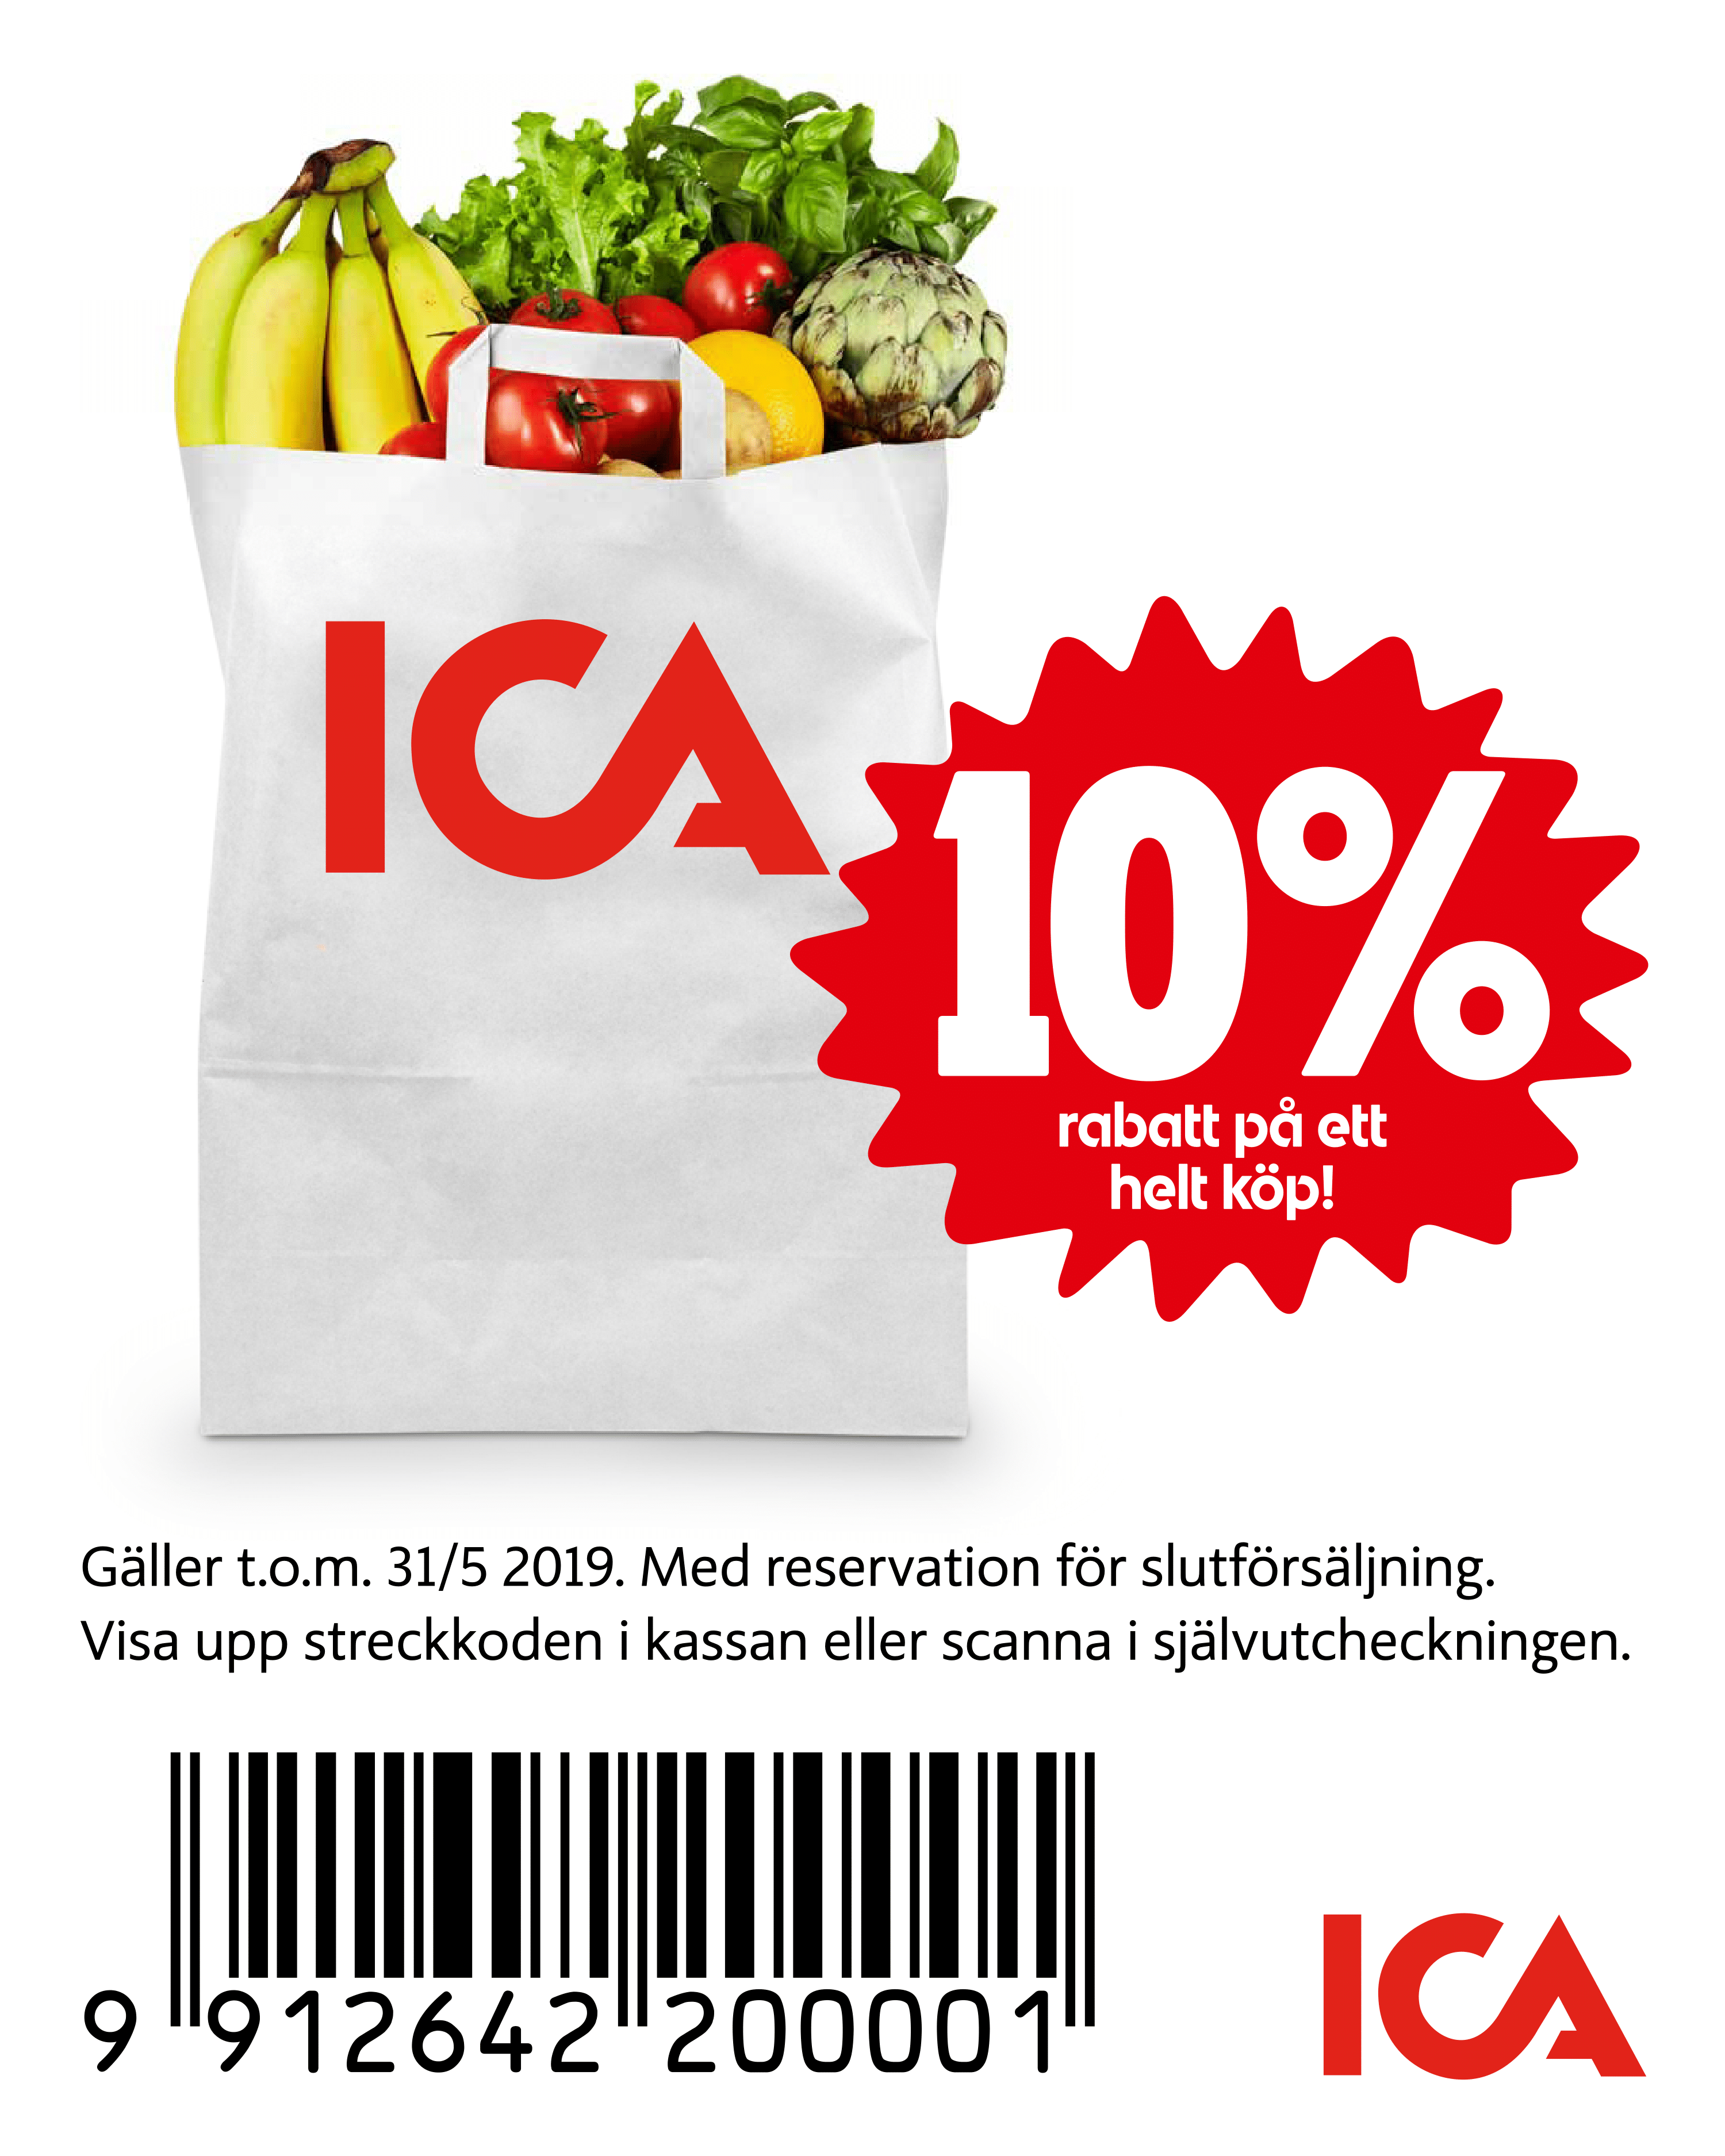 ICA
10%
rabatt på ett
helt köp!
Gäller t.o.m. 31/5 2019. Med reservation för slutförsäljning.
Visa upp streckkoden i kassan eller scanna i självutcheckningen.
9 912642 200001
ICA